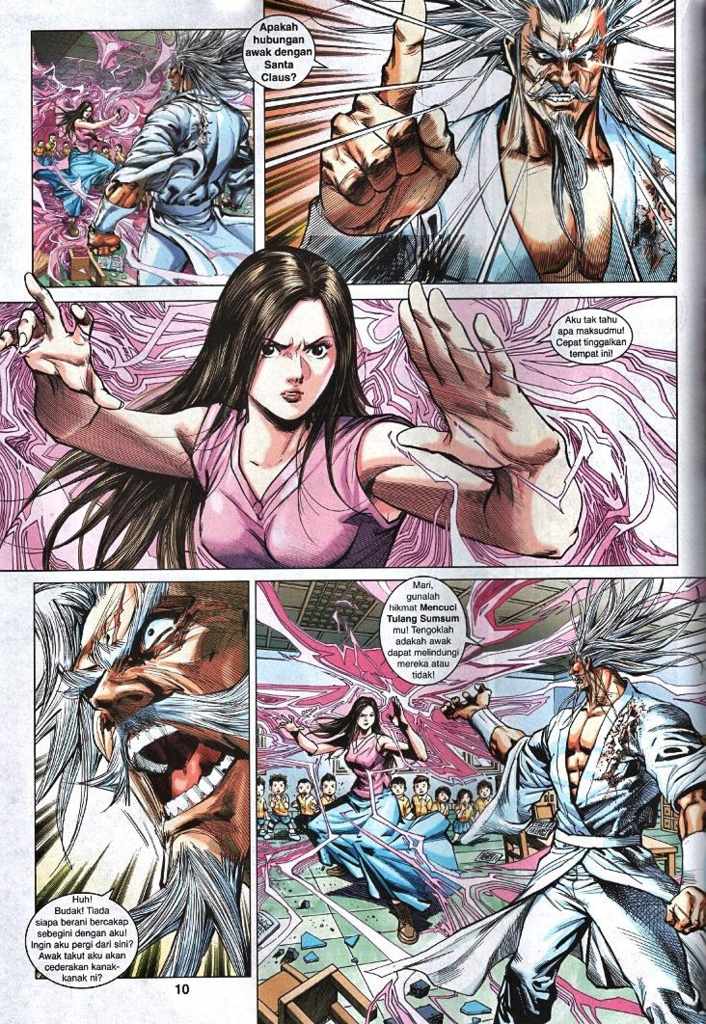 Apakah
hubungan
awak dengan
Santa
Claus?
Aku tak tahu
apa maksudmu!
Cepat tinggalkan
tempat ini!
Huh!
Budak! Tiada
siapa berani bercakap
sebegini dengan aku!
Ingin aku pergi dari sini?
Awak takut aku akan
cederakan kanak-
kanak ni?
Mari,
gunalah
hikmat Mencuci
Tulang Sumsum
mu! Tengoklah
adakah awak
dapat melindungi
mereka atau
tidak!
10